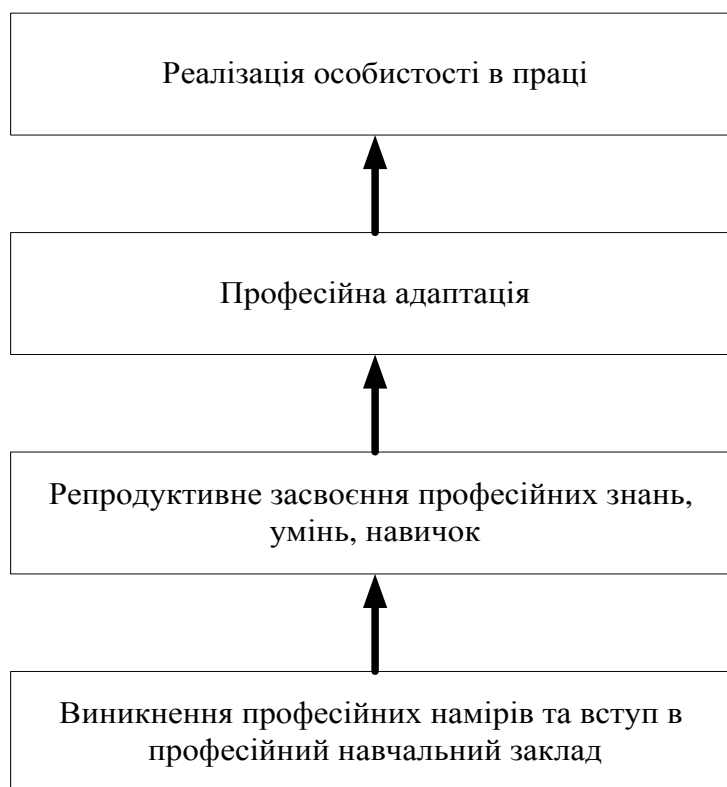 Реалізація особистості в праці
Професійна адаптація
Репродуктивне засвоєння професійних знань,
умінь, навичок
Виникнення професійних намірів та вступ в
професійний навчальний заклад